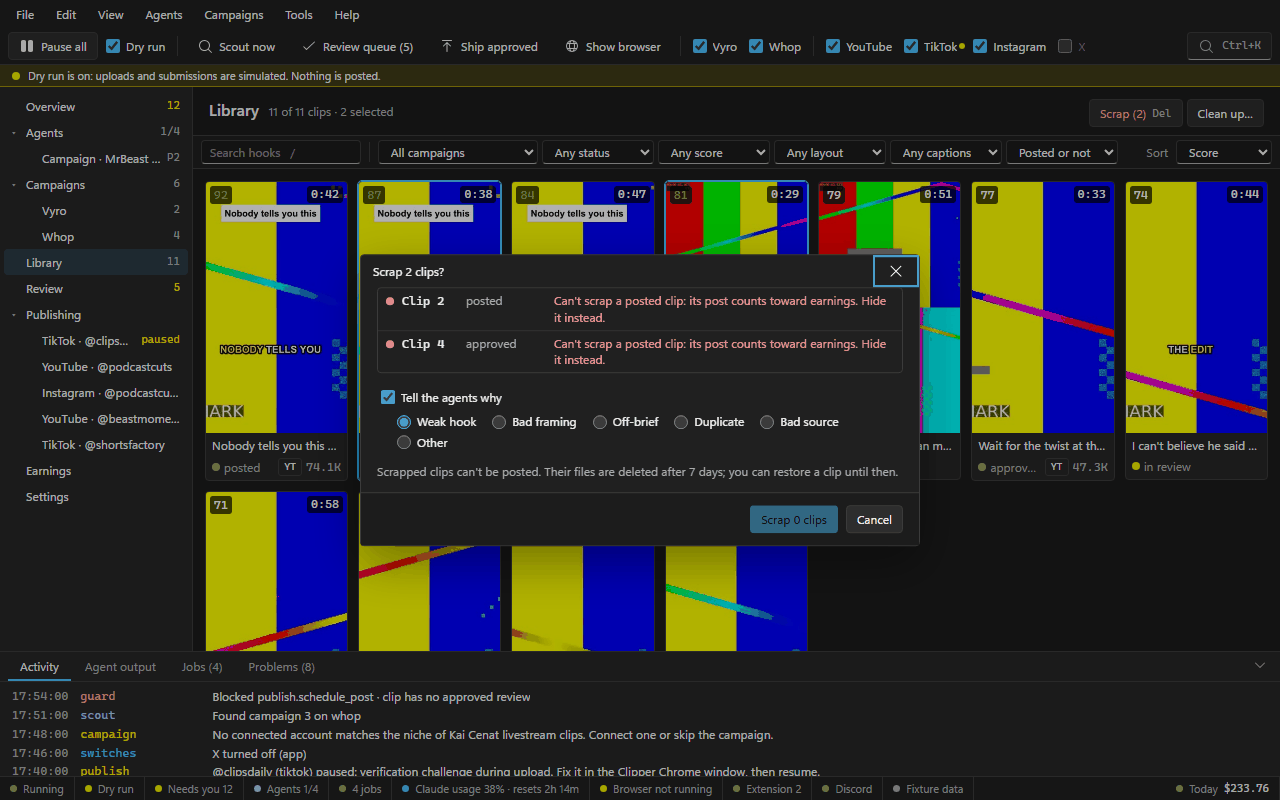 File Edit View Agents Campaigns Tools Help
Pause all Dry run Scout now Review queue (5) Ship approved Show browser Vyro Whop YouTube TikTok Instagram X Ctrl+K
Dry run is on: uploads and submissions are simulated. Nothing is posted.
Overview 12
Agents 1/4
Campaign · MrBeast ... P2
Campaigns 6
Vyro 2
Whop 4
Library 11
Review 5
Publishing
TikTok · @clips... paused
YouTube · @podcastcuts
Instagram · @podcastcu...
YouTube · @beastmome...
TikTok · @shortsfactory
Earnings
Settings
Library 11 of 11 clips · 2 selected
Scrap (2) Del Clean up...
Search hooks / All campaigns Any status Any score Any layout Any captions Posted or not Sort Score
92 0:42 87 0:38 84 0:47 81 0:29 79 0:51 77 0:33 74 0:44
Nobody tells you this Nobody tells you this Nobody tells you this
NOBODY TELLS YOU
THE EDIT
ARK
ARK
ARK
Nobody tells you this ...
posted YT 74.1K
an m...
Wait for the twist at th...
approv... YT 47.3K
I can't believe he said ...
in review
71 0:58
Scrap 2 clips?
Clip 2 posted Can't scrap a posted clip: its post counts toward earnings. Hide
it instead.
Clip 4 approved Can't scrap a posted clip: its post counts toward earnings. Hide
it instead.
Tell the agents why
Weak hook Bad framing Off-brief Duplicate Bad source
Other
Scrapped clips can't be posted. Their files are deleted after 7 days; you can restore a clip until then.
Scrap 0 clips Cancel
Activity Agent output Jobs (4) Problems (8)
17:54:00 guard Blocked publish.schedule_post · clip has no approved review
17:51:00 scout Found campaign 3 on whop
17:48:00 campaign No connected account matches the niche of Kai Cenat livestream clips. Connect one or skip the campaign.
17:46:00 switches X turned off (app)
17:40:00 publish @clipsdaily (tiktok) paused: verification challenge during upload. Fix it in the Clipper Chrome window, then resume.
Running Dry run Needs you 12 Agents 1/4 4 jobs Claude usage 38% · resets 2h 14m Browser not running Extension 2 Discord Fixture data Today $233.76